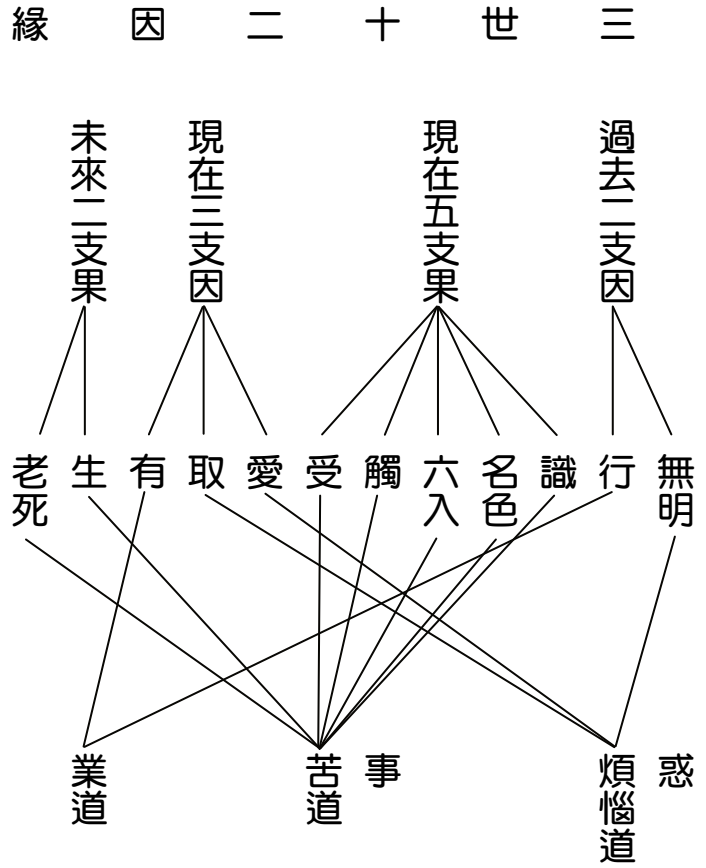 三世十二因緣
過去二支因
現在五支果
現在三支因
未來二支果
無明
行
識
名色
六入
觸
受
愛
取
有
生
老死
惑
煩惱道
事
苦道
業道